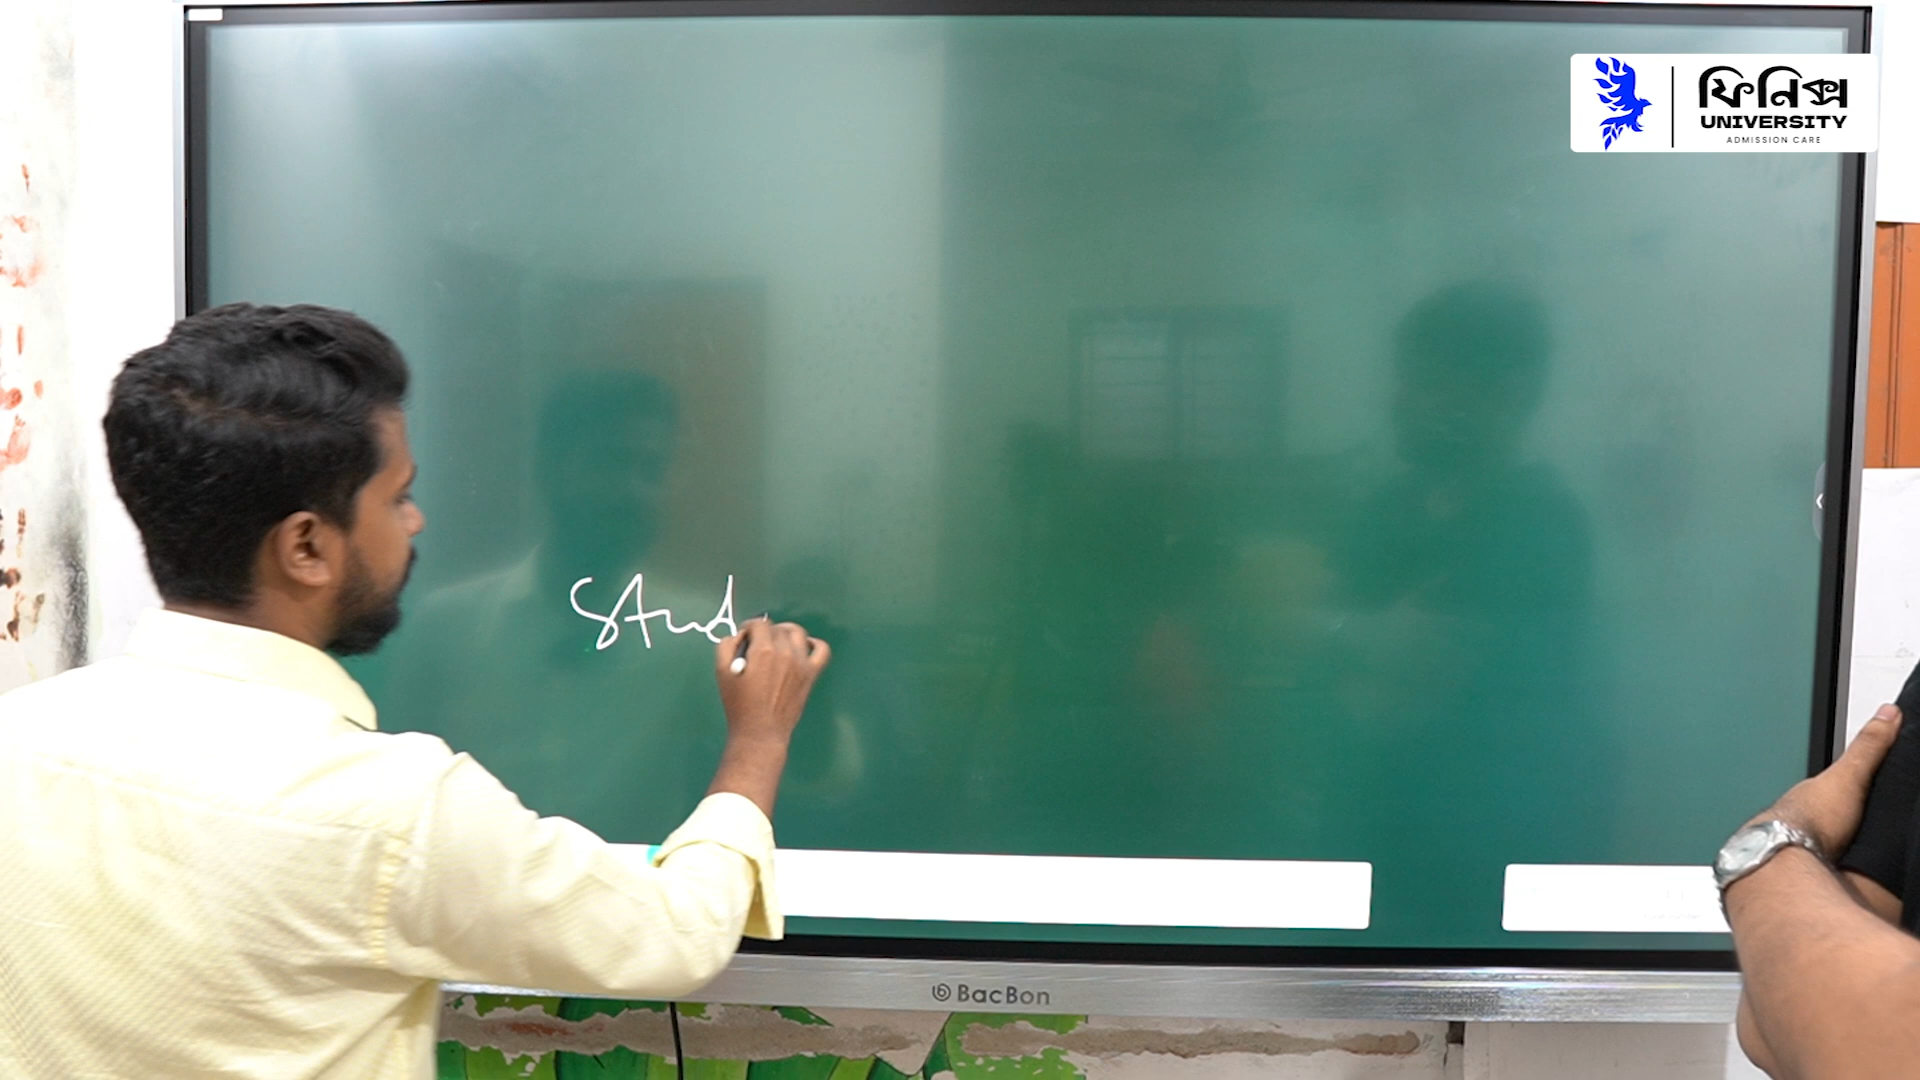 ফিনিক্স
UNIVERSITY
ADMISSION CARE
Stud
BacBon